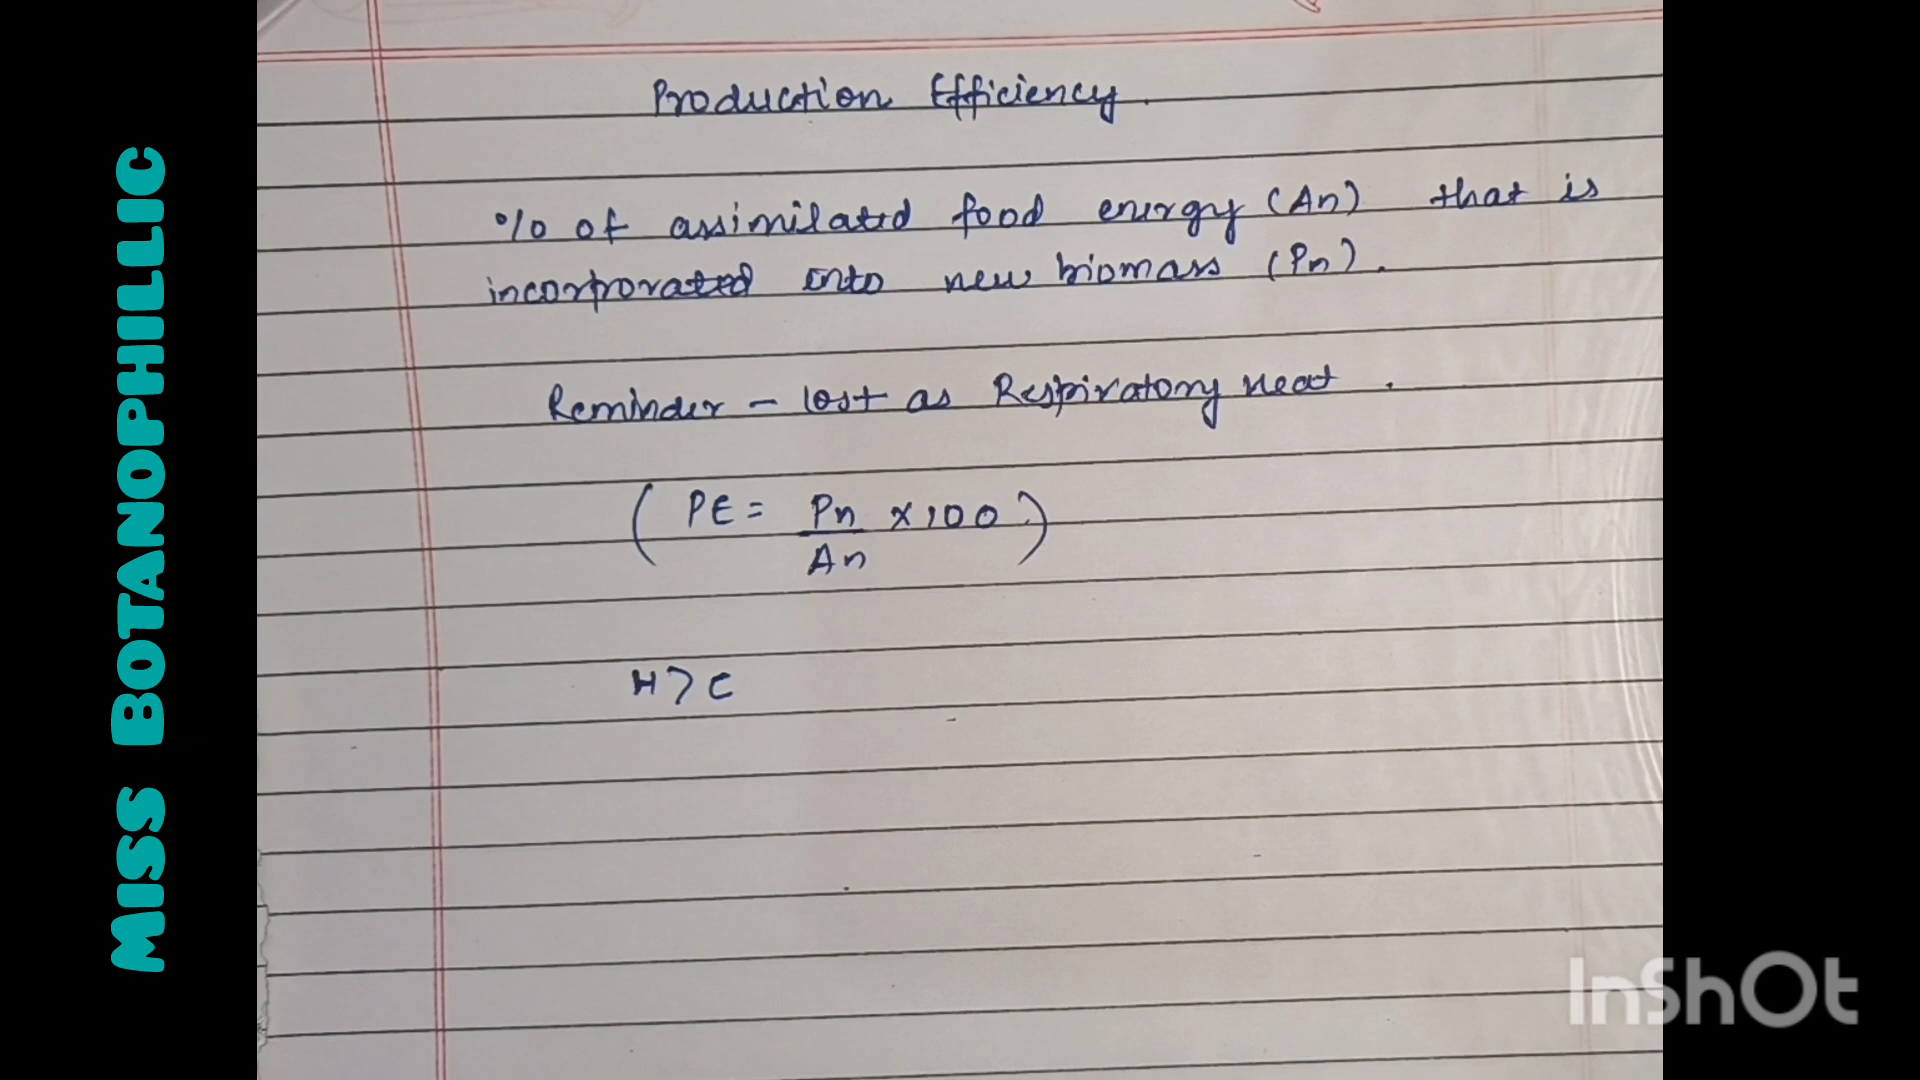 MISS BOTANOPHILLIC
Production Efficiency.
% of assimilated food energy (An) that is
incorporated into new biomass (Pn).
Reminder - lost as Respiratory heat.
( PE = Pn/An x 100 )
H > C
InShOt